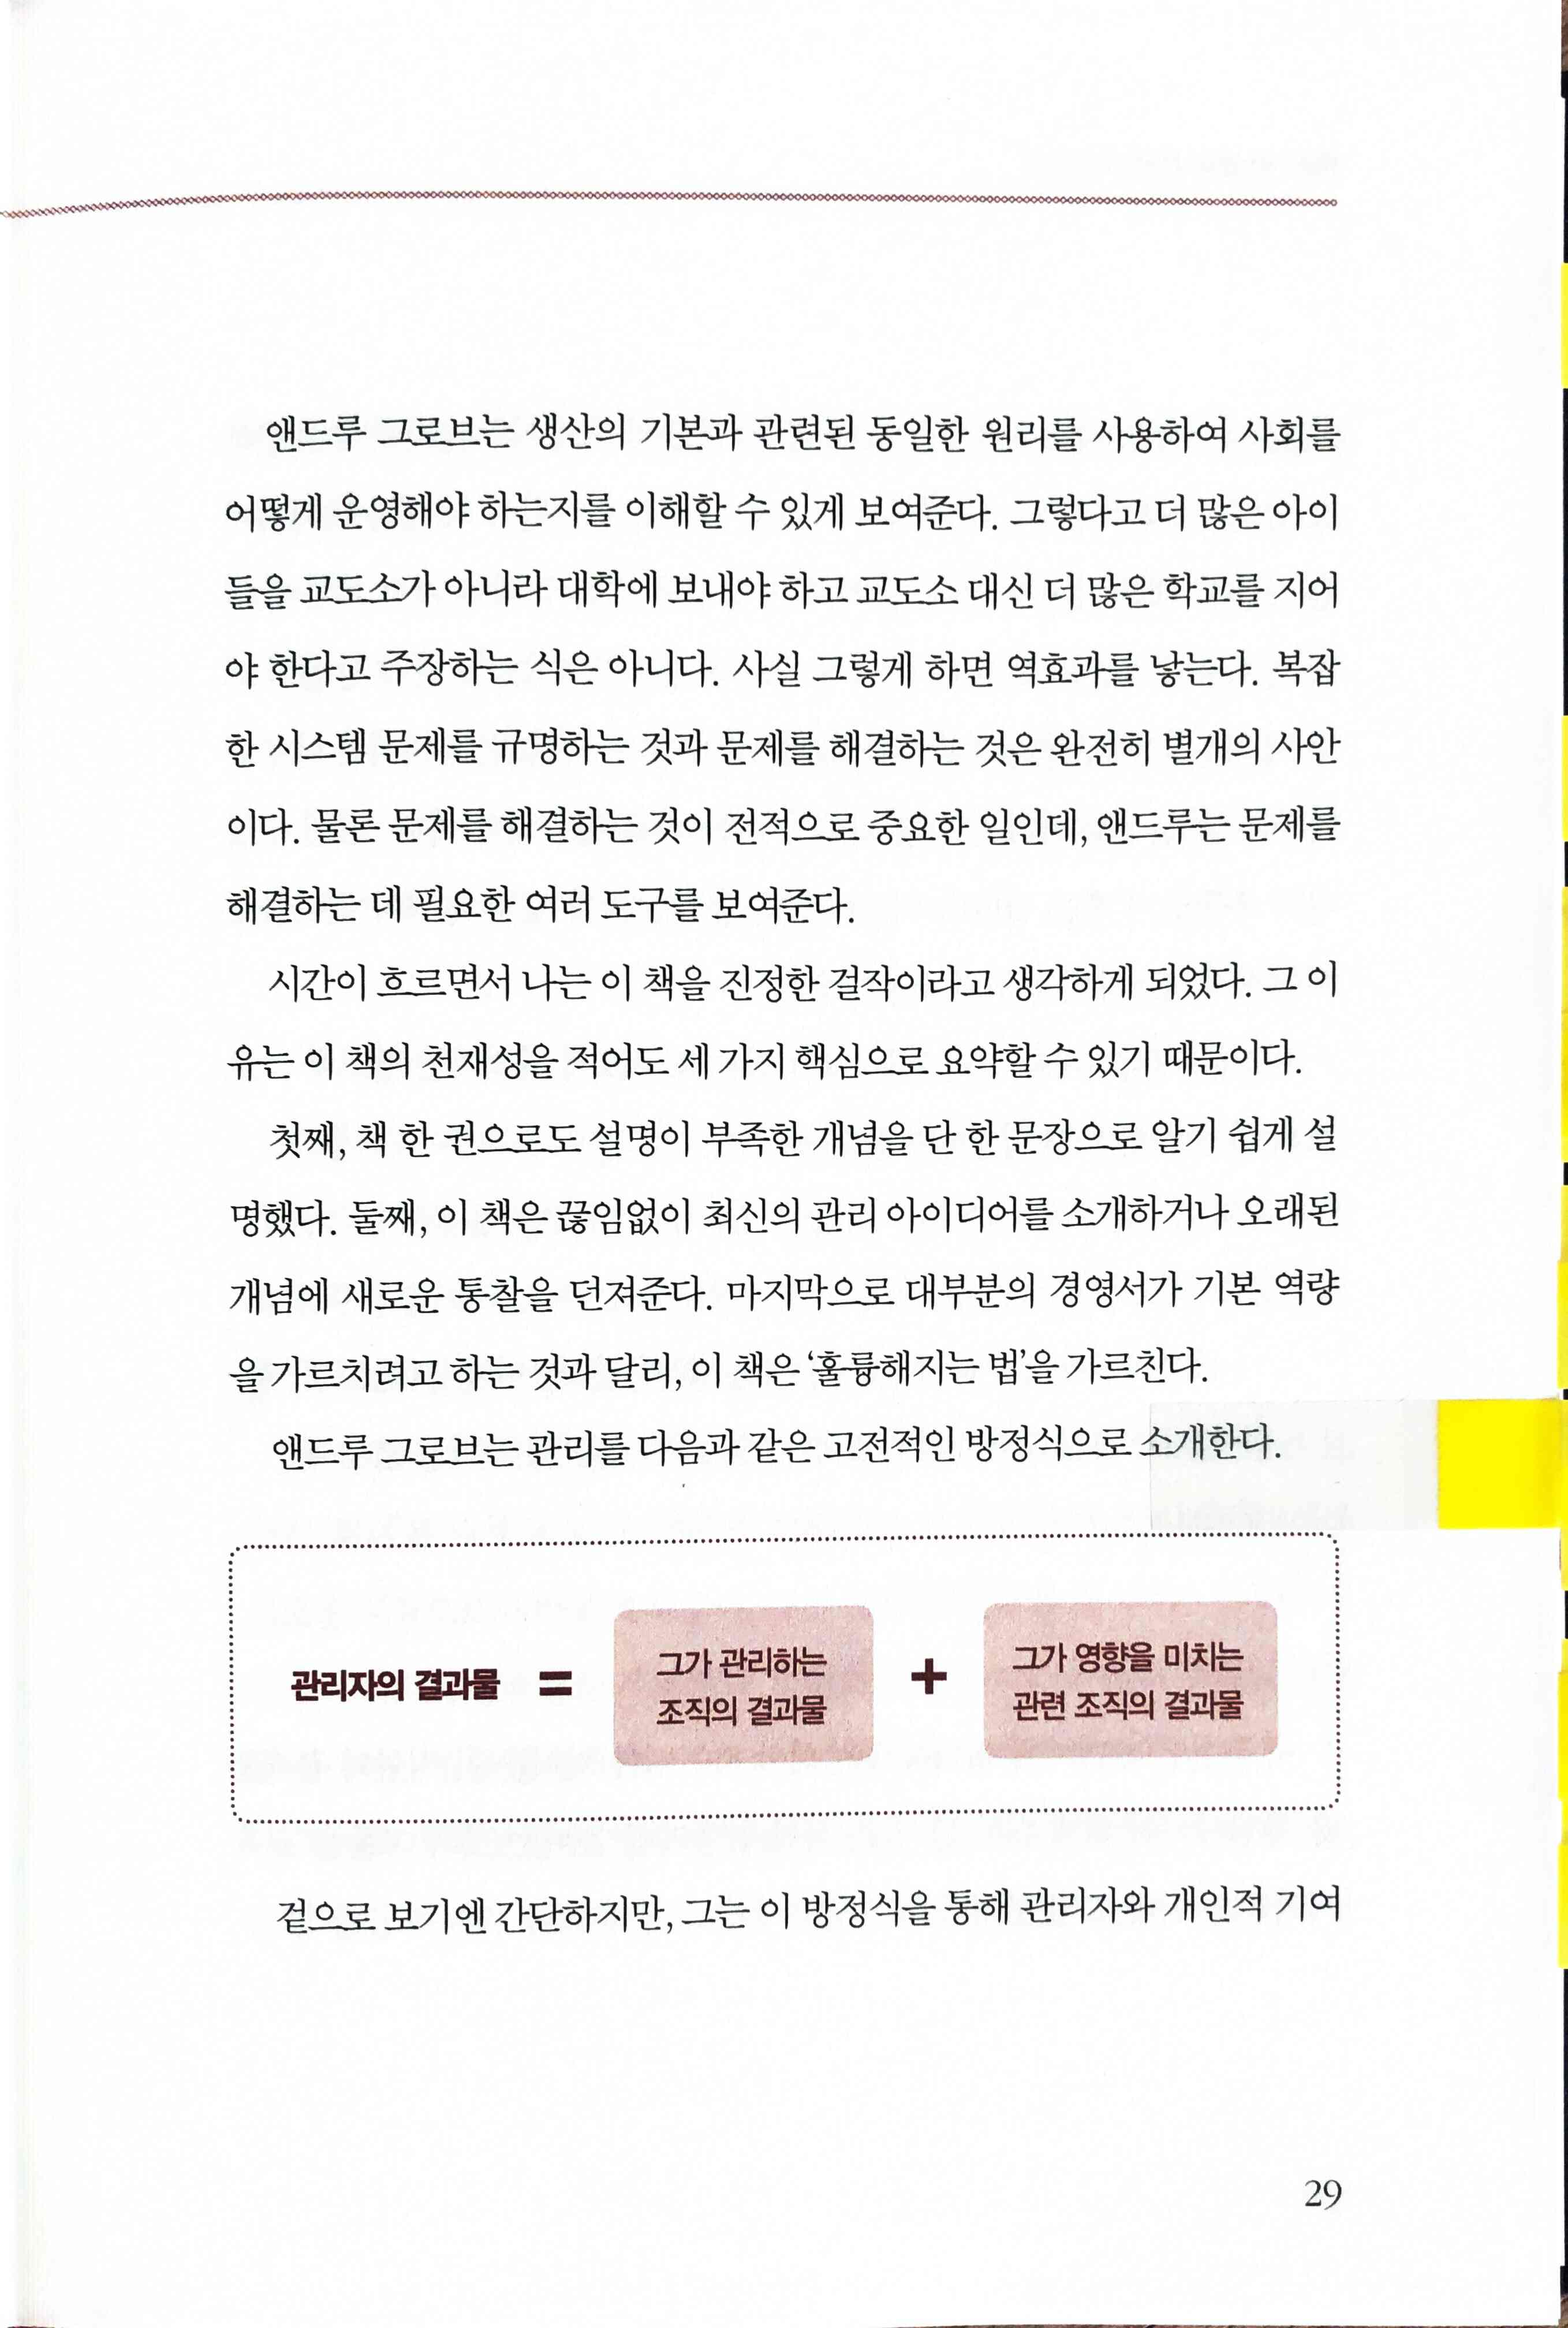 앤드루 그로브는 생산의 기본과 관련된 동일한 원리를 사용하여 사회를
어떻게 운영해야 하는지를 이해할 수 있게 보여준다. 그렇다고 더 많은 아이
들을 교도소가 아니라 대학에 보내야 하고 교도소 대신 더 많은 학교를 지어
야 한다고 주장하는 식은 아니다. 사실 그렇게 하면 역효과를 낳는다. 복잡
한 시스템 문제를 규명하는 것과 문제를 해결하는 것은 완전히 별개의 사안
이다. 물론 문제를 해결하는 것이 전적으로 중요한 일인데, 앤드루는 문제를
해결하는 데 필요한 여러 도구를 보여준다.
시간이 흐르면서 나는 이 책을 진정한 걸작이라고 생각하게 되었다. 그 이
유는 이 책의 천재성을 적어도 세 가지 핵심으로 요약할 수 있기 때문이다.
첫째, 책 한 권으로도 설명이 부족한 개념을 단 한 문장으로 알기 쉽게 설
명했다. 둘째, 이 책은 끊임없이 최신의 관리 아이디어를 소개하거나 오래된
개념에 새로운 통찰을 던져준다. 마지막으로 대부분의 경영서가 기본 역량
을 가르치려고 하는 것과 달리, 이 책은 ‘훌륭해지는 법’을 가르친다.
앤드루 그로브는 관리를 다음과 같은 고전적인 방정식으로 소개한다.
관리자의 결과물 =
그가 관리하는
조직의 결과물
+
그가 영향을 미치는
관련 조직의 결과물
겉으로 보기엔 간단하지만, 그는 이 방정식을 통해 관리자와 개인적 기여
29